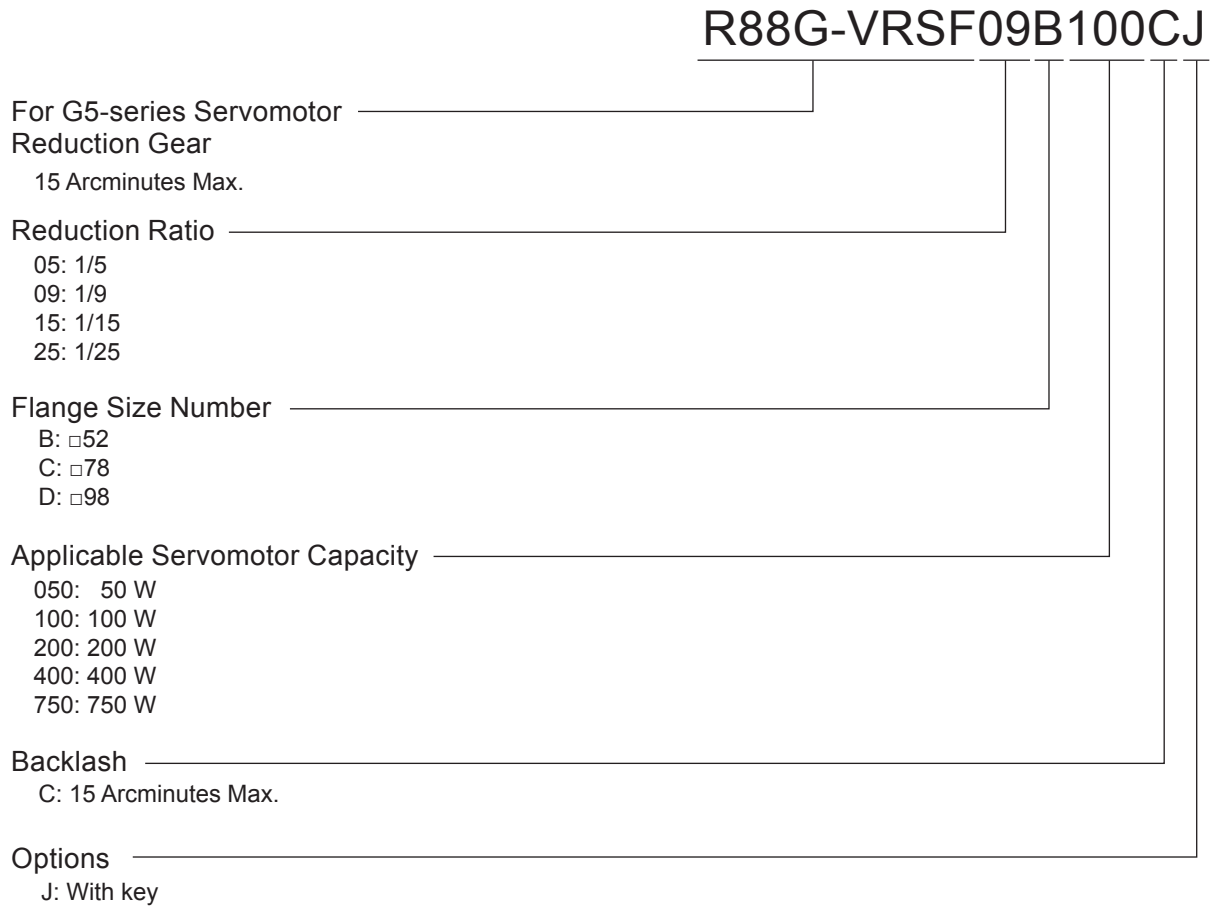 R88G-VRSF09B100CJ
For G5-series Servomotor
Reduction Gear
15 Arcminutes Max.
Reduction Ratio
05: 1/5
09: 1/9
15: 1/15
25: 1/25
Flange Size Number
B: □52
C: □78
D: □98
Applicable Servomotor Capacity
050: 50 W
100: 100 W
200: 200 W
400: 400 W
750: 750 W
Backlash
C: 15 Arcminutes Max.
Options
J: With key